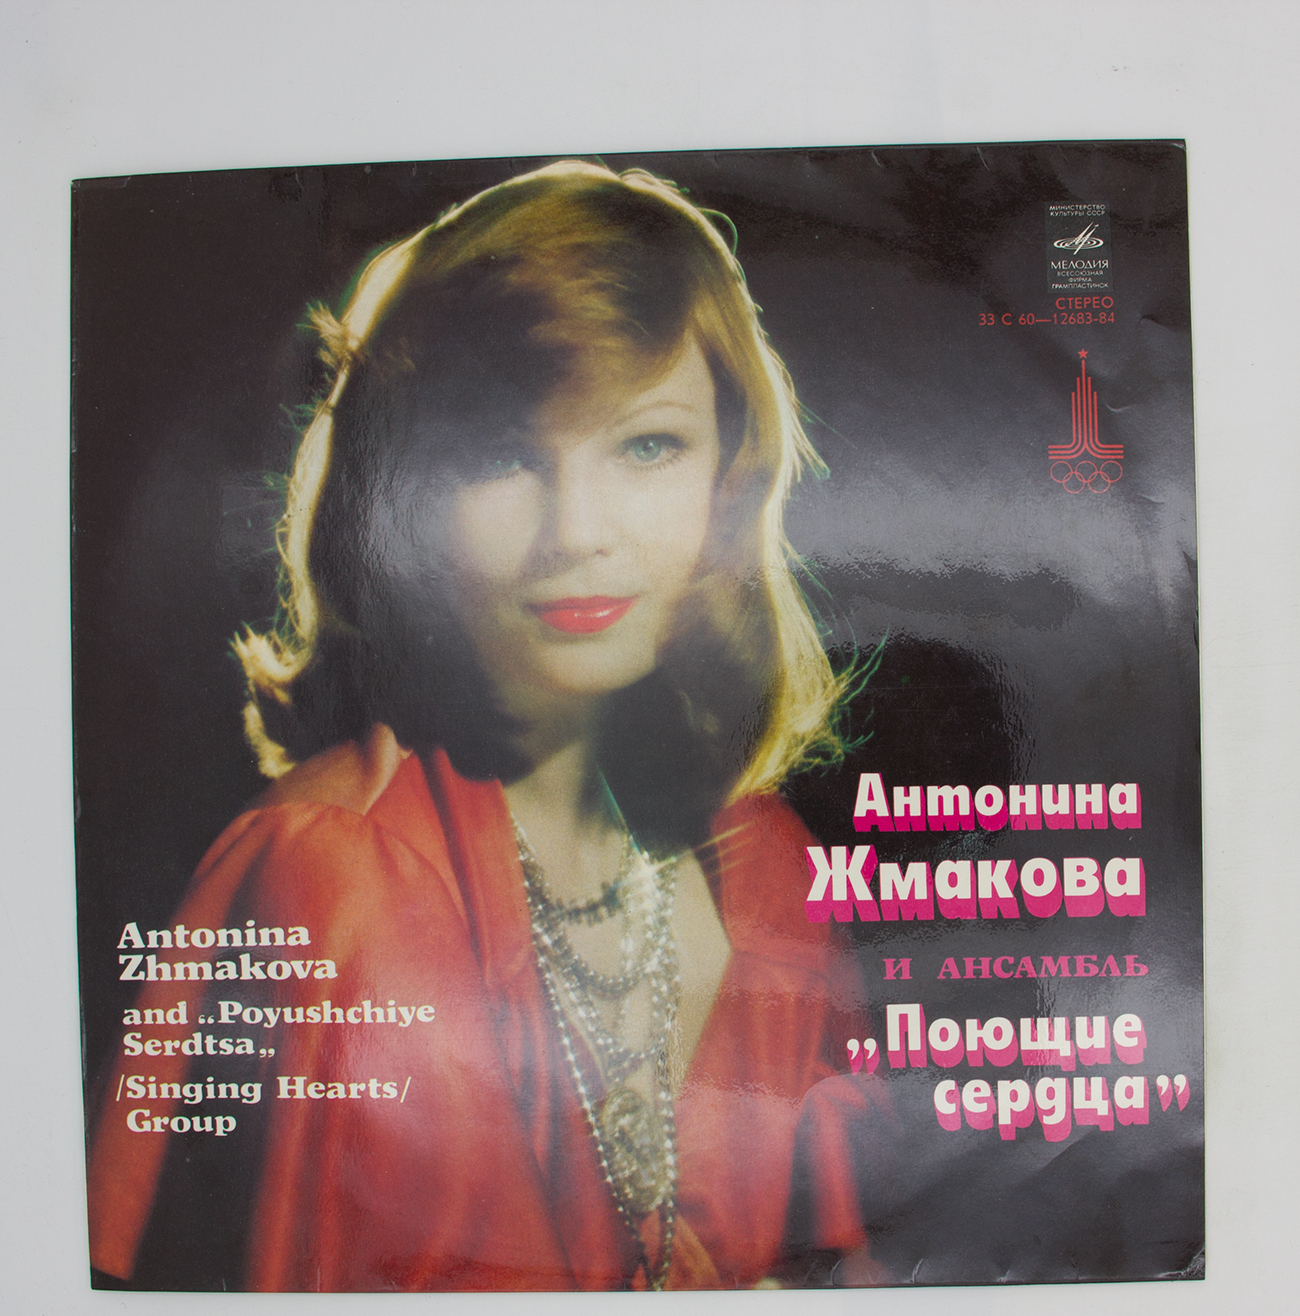 МИНИСТЕРСТВО
КУЛЬТУРЫ СССР
МЕЛОДИЯ
ВСЕСОЮЗНАЯ
ФИРМА
ГРАМПЛАСТИНОК
СТЕРЕО
33 С 60—12683-84
Антонина
Жмакова
И АНСАМБЛЬ
„Поющие
сердца”
Antonina
Zhmakova
and „Poyushchiye
Serdtsa„
/Singing Hearts/
Group